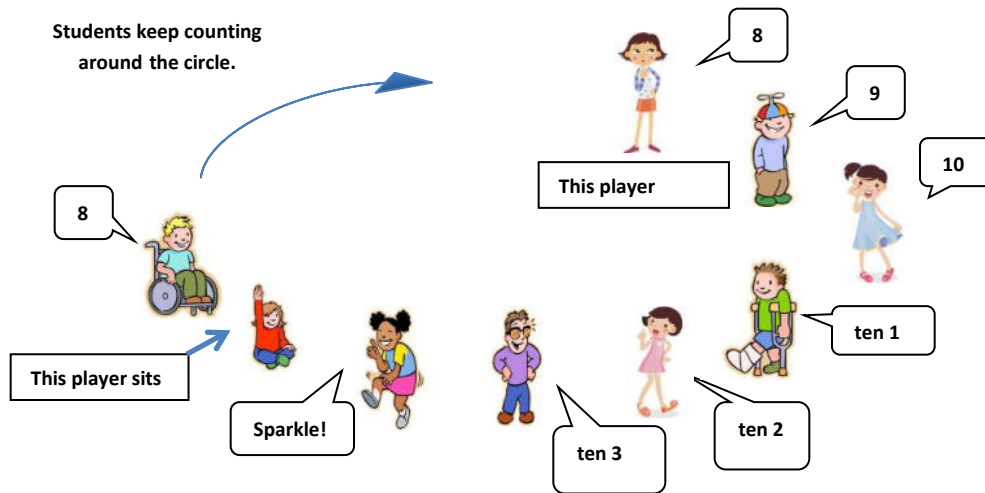 Students keep counting
around the circle.
8
9
10
This player
8
ten 1
This player sits
Sparkle!
ten 3
ten 2